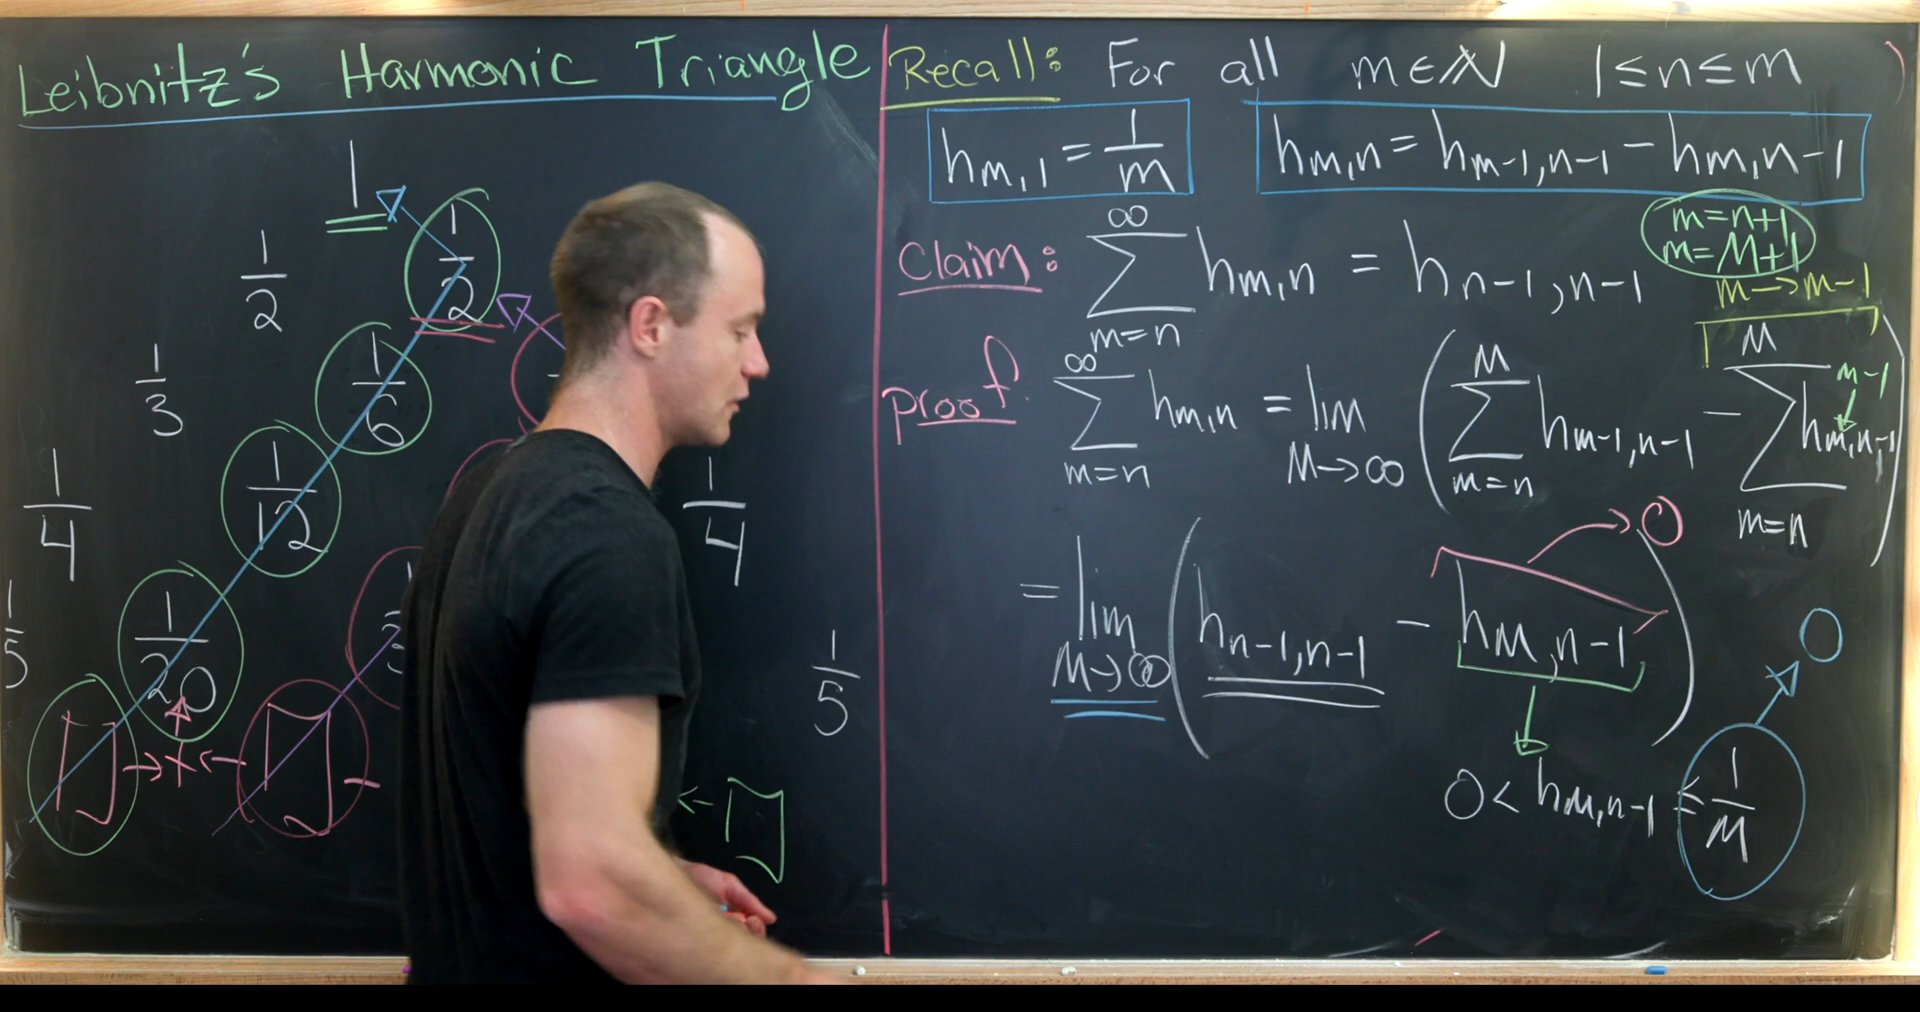 Leibnitz's Harmonic Triangle
1
1/2 1/2
1/3 1/6
1/4 1/12 1/4
1/5 1/20 1/5
Recall: For all m∈ℕ 1≤n≤m
h_{m,1} = 1/m h_{m,n} = h_{m-1,n-1} - h_{m,n-1}
m=n+1
m=M+1
m→m-1
Claim: ∑_{m=n}^{∞} h_{m,n} = h_{n-1,n-1}
proof ∑_{m=n}^{∞} h_{m,n} = lim_{M→∞} ( ∑_{m=n}^{M} h_{m-1,n-1} - ∑_{m=n}^{M} h_{m,n-1} )
m-1
= lim_{M→∞} ( h_{n-1,n-1} - h_{M,n-1} ) → 0
0 < h_{M,n-1} ≤ 1/M → 0